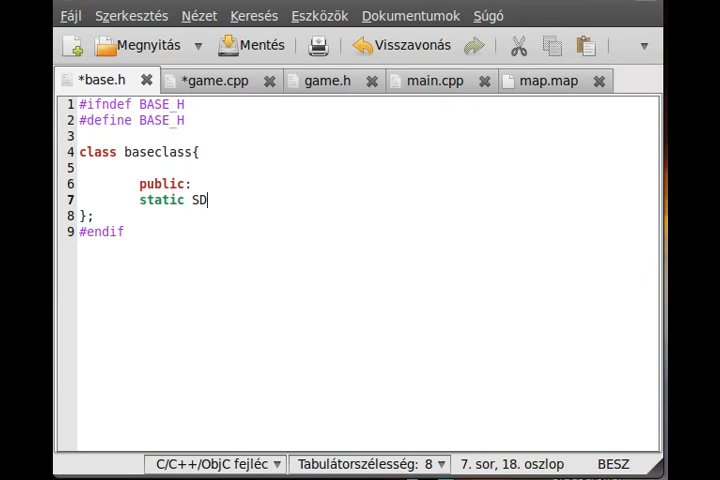 Fájl Szerkesztés Nézet Keresés Eszközök Dokumentumok Súgó
Megnyitás Mentés Visszavonás
*base.h *game.cpp game.h main.cpp map.map
1 #ifndef BASE_H
2 #define BASE_H
3
4 class baseclass{
5
6 public:
7 static SD
8 };
9 #endif
C/C++/ObjC fejléc Tabulátorszélesség: 8 7. sor, 18. oszlop BESZ